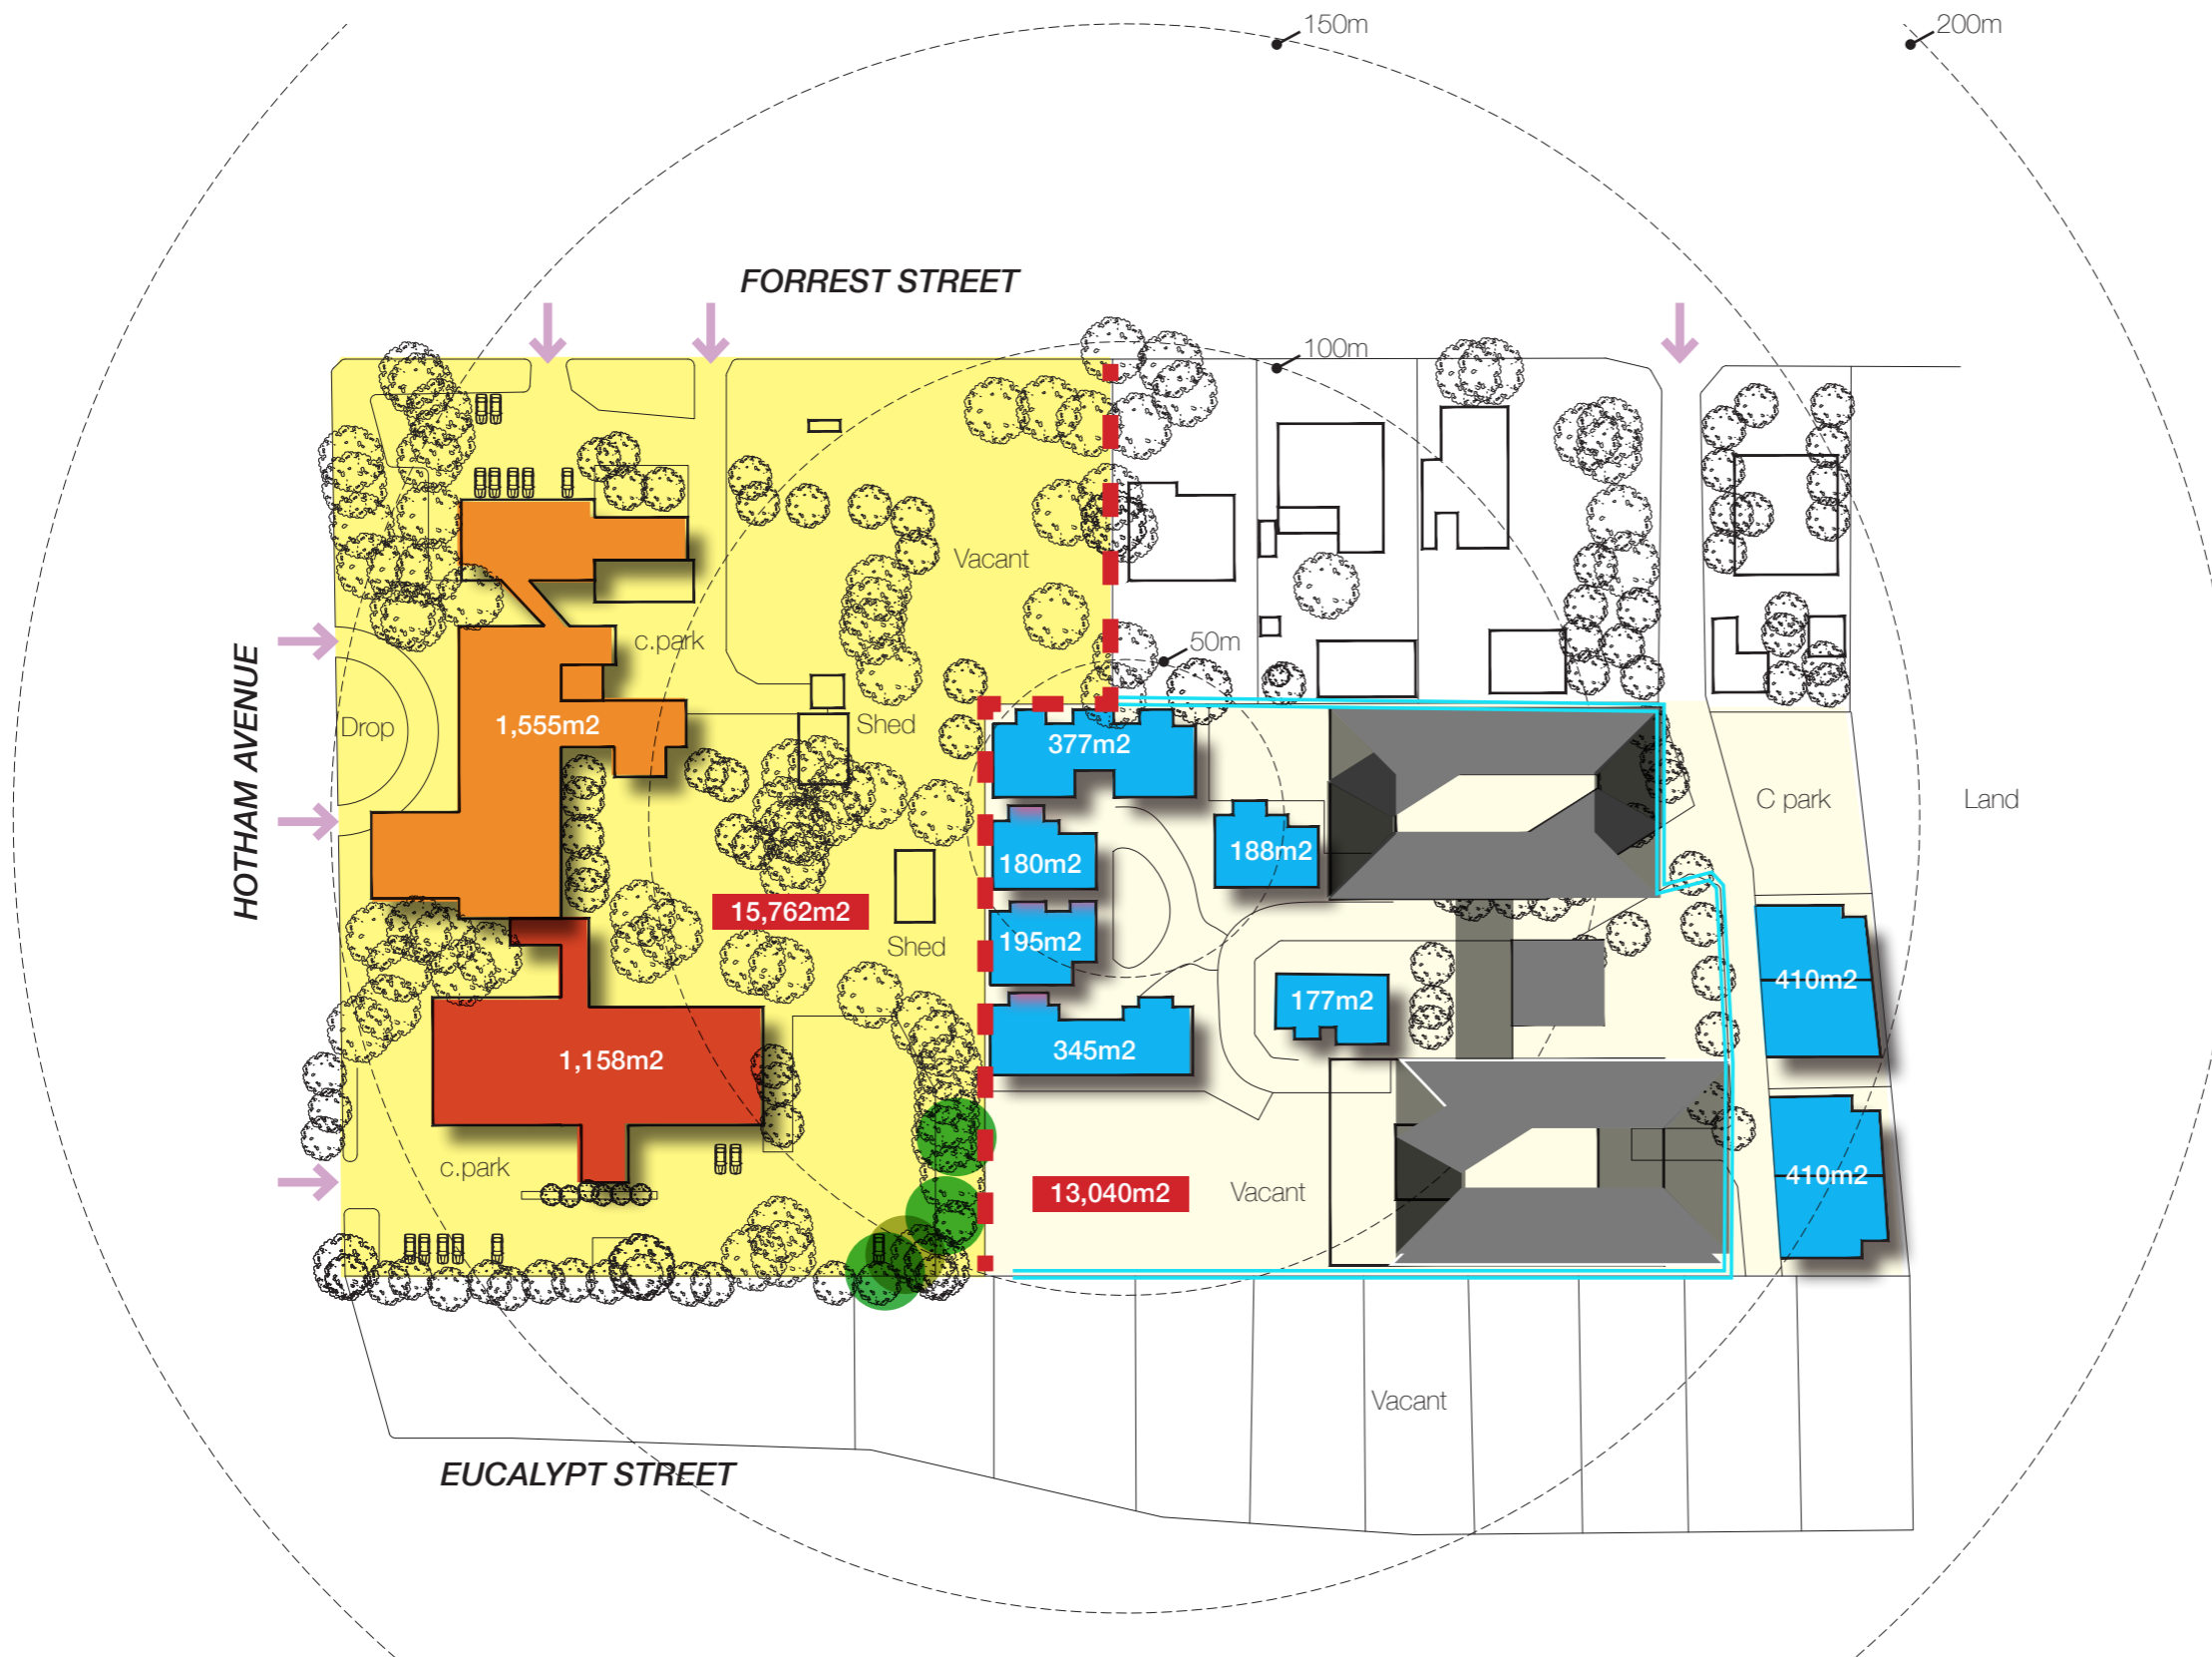 150m
200m
FORREST STREET
100m
Vacant
c.park
50m
HOTHAM AVENUE
Drop
1,555m2
Shed
377m2
C park
Land
180m2
188m2
15,762m2
195m2
Shed
410m2
177m2
345m2
1,158m2
c.park
13,040m2
Vacant
410m2
Vacant
EUCALYPT STREET